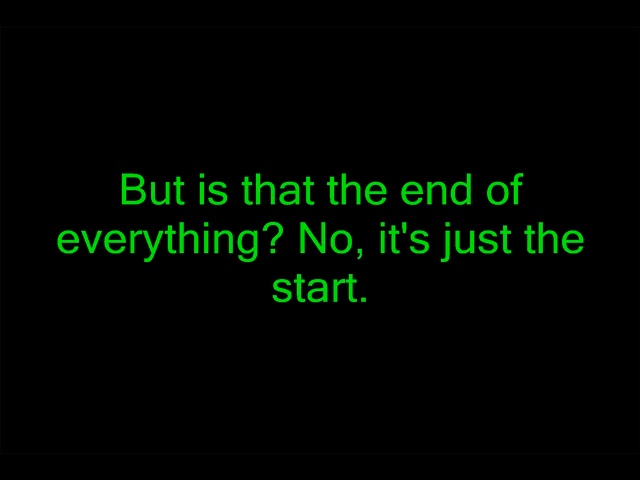 But is that the end of
everything? No, it's just the
start.